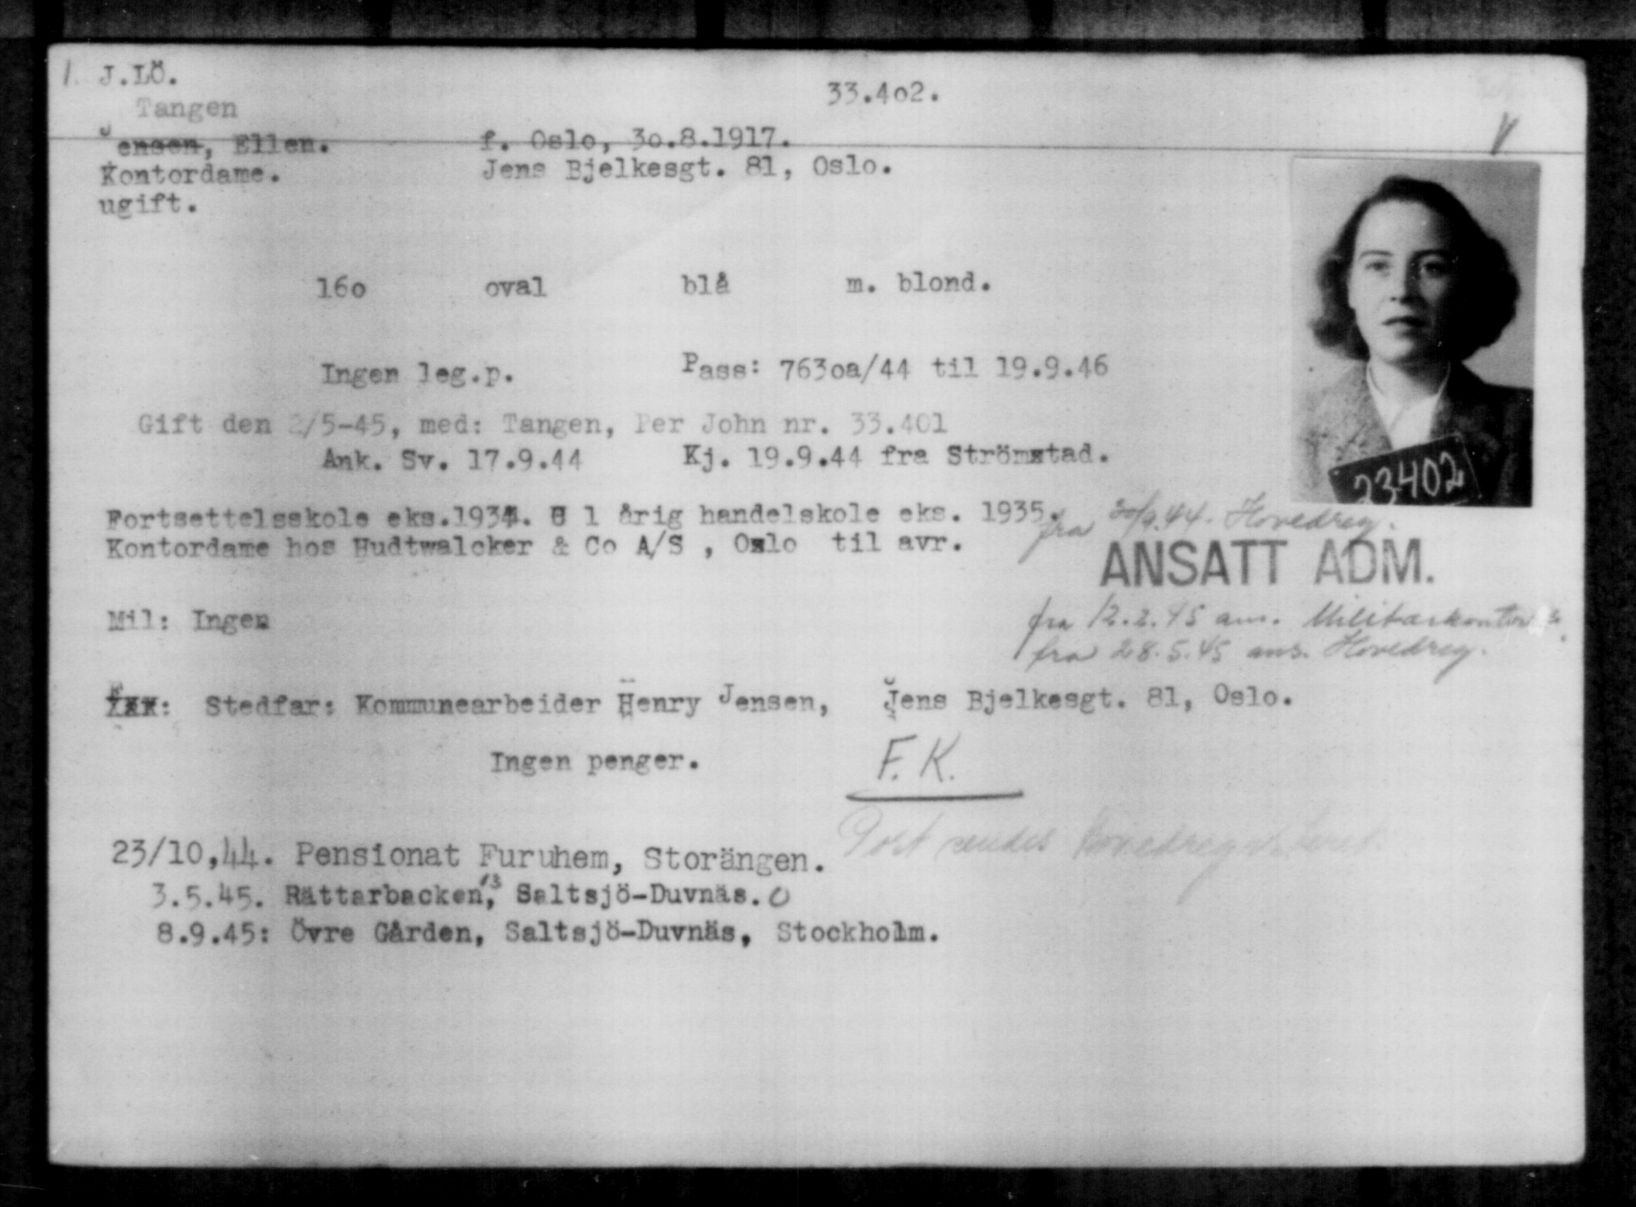 1. J.LÖ.
33.402.
Tangen
Jensen, Ellen. f. Oslo, 30.8.1917.
Kontordame. Jens Bjelkesgt. 81, Oslo.
ugift.
160 oval blå m. blond.
Ingen leg.p. Pass: 7630a/44 til 19.9.46
Gift den 2/5-45, med: Tangen, Per John nr. 33.401
Ank. Sv. 17.9.44 Kj. 19.9.44 fra Strömstad.
33402
Fortsettelsskole eks.1934. 1 årig handelskole eks. 1935.
fra 20/9.44. Hovedreg.
Kontordame hos Hudtwalcker & Co A/S , Oslo til avr.
ANSATT ADM.
Mil: Ingen
fra 12.2.45 ans. Militærkontor
fra 28.5.45 ans. Hovedreg.
Stedfar: Kommunearbeider Henry Jensen, Jens Bjelkesgt. 81, Oslo.
Ingen penger.
F.K.
Post sendes Hovedregisteret.
23/10,44. Pensionat Furuhem, Storängen.
3.5.45. Rättarbacken, 13 Saltsjö-Duvnäs.
8.9.45: Övre Gården, Saltsjö-Duvnäs, Stockholm.